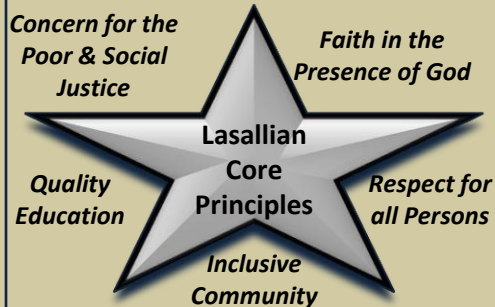 Concern for the
Poor & Social
Justice
Faith in the
Presence of God
Lasallian
Core
Principles
Quality
Education
Respect for
all Persons
Inclusive
Community